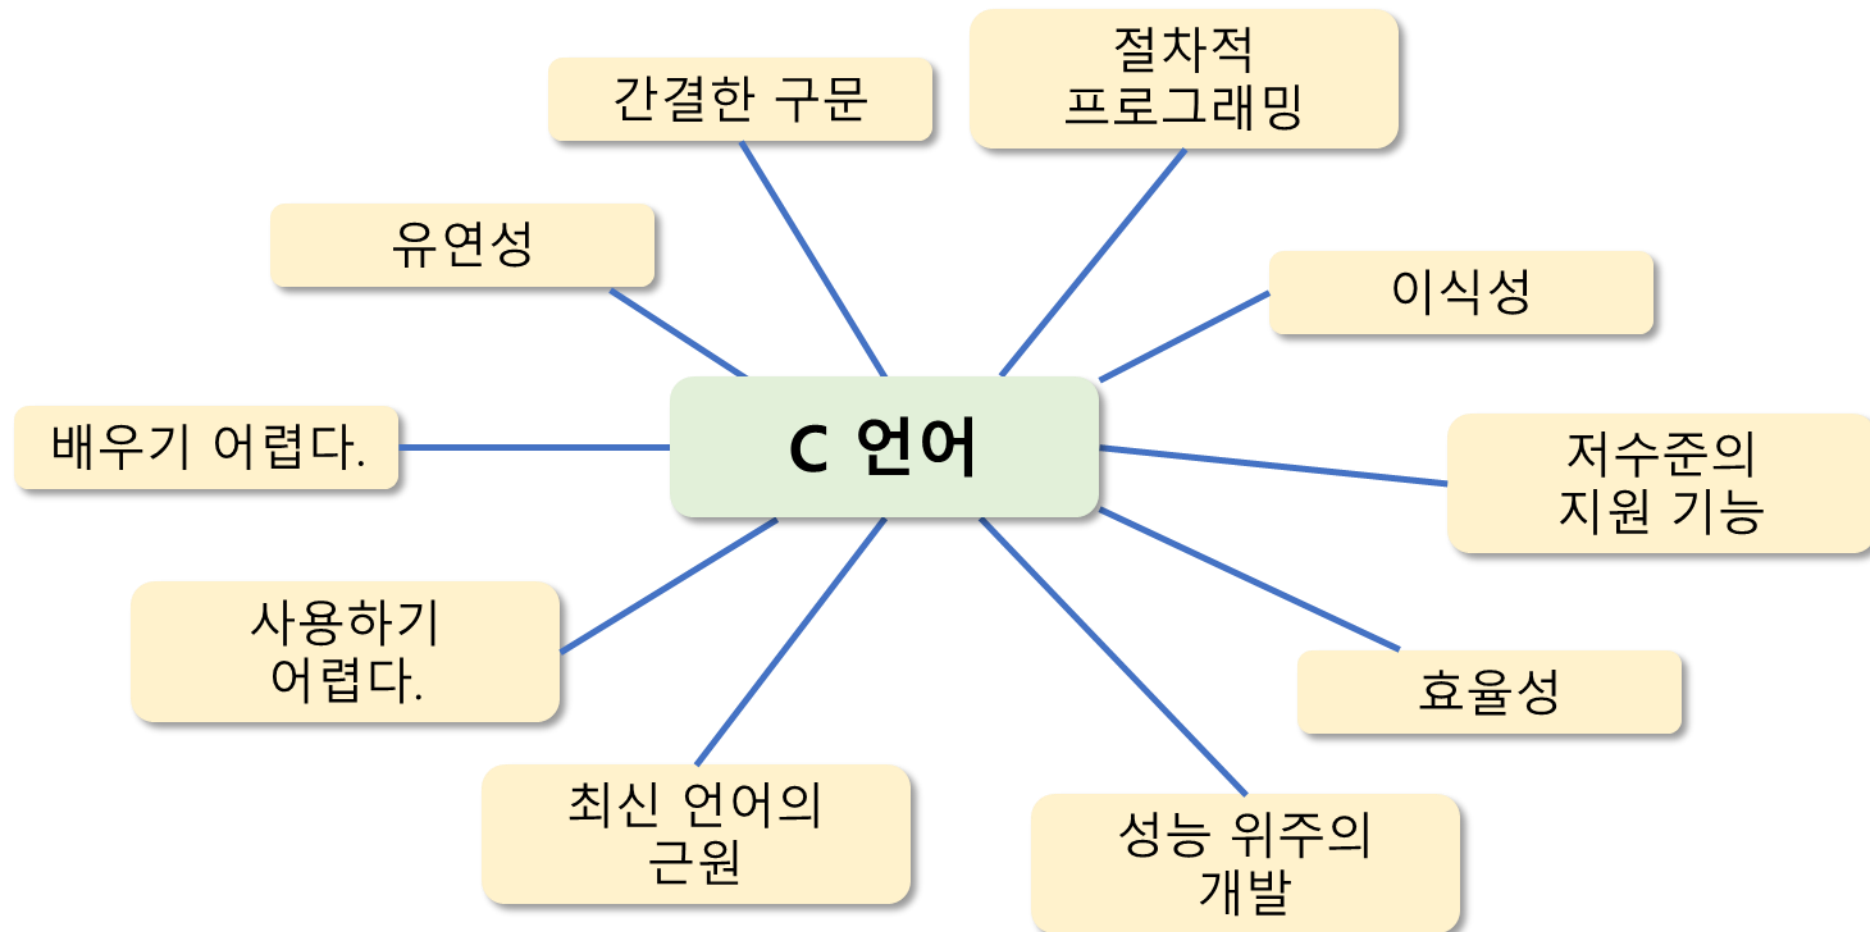 절차적
프로그래밍
간결한 구문
유연성
이식성
배우기 어렵다.
C 언어
저수준의
지원 기능
사용하기
어렵다.
효율성
최신 언어의
근원
성능 위주의
개발